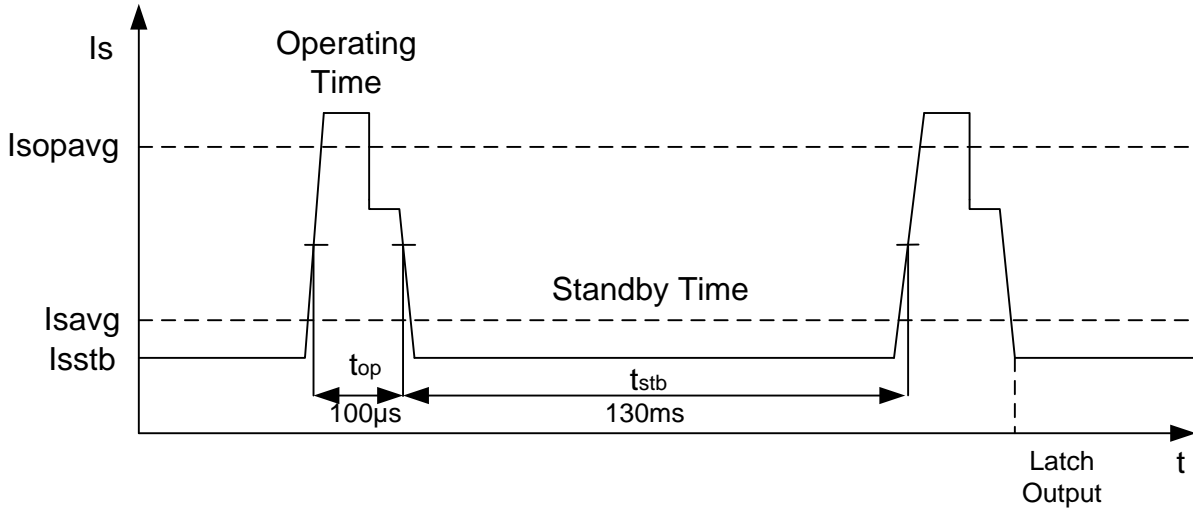 Is
Operating
Time
Isopavg
Standby Time
Isavg
Isstb
top
tstb
100µs
130ms
t
Latch
Output